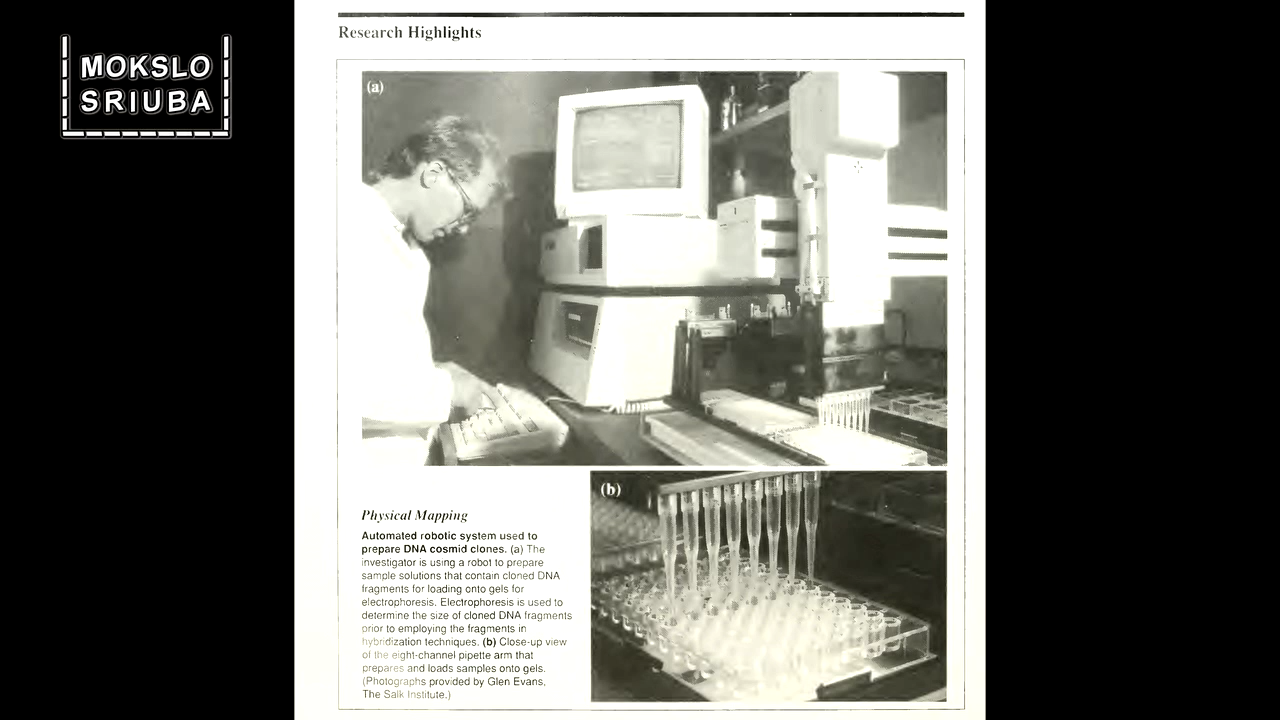 MOKSLO
SRIUBA
Research Highlights
(a)
(b)
Physical Mapping
Automated robotic system used to
prepare DNA cosmid clones. (a) The
investigator is using a robot to prepare
sample solutions that contain cloned DNA
fragments for loading onto gels for
electrophoresis. Electrophoresis is used to
determine the size of cloned DNA fragments
prior to employing the fragments in
hybridization techniques. (b) Close-up view
of the eight-channel pipette arm that
prepares and loads samples onto gels.
(Photographs provided by Glen Evans,
The Salk Institute.)